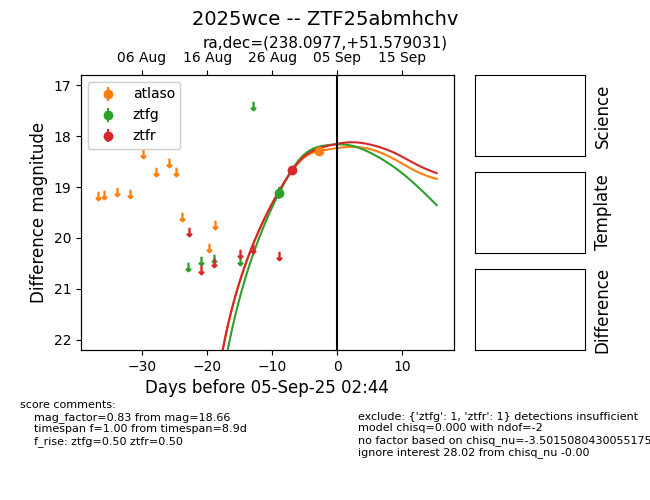 2025wce -- ZTF25abmhchv
ra,dec=(238.0977,+51.579031)
06 Aug 16 Aug 26 Aug 05 Sep 15 Sep
atlaso
ztfg
ztfr
17
18
19
20
21
22
Difference magnitude
−30 −20 −10 0 10
Days before 05-Sep-25 02:44
Science
Template
Difference
score comments:
mag_factor=0.83 from mag=18.66
timespan f=1.00 from timespan=8.9d
f_rise: ztfg=0.50 ztfr=0.50
exclude: {'ztfg': 1, 'ztfr': 1} detections insufficient
model chisq=0.000 with ndof=-2
no factor based on chisq_nu=-3.5015080430055175
ignore interest 28.02 from chisq_nu -0.00